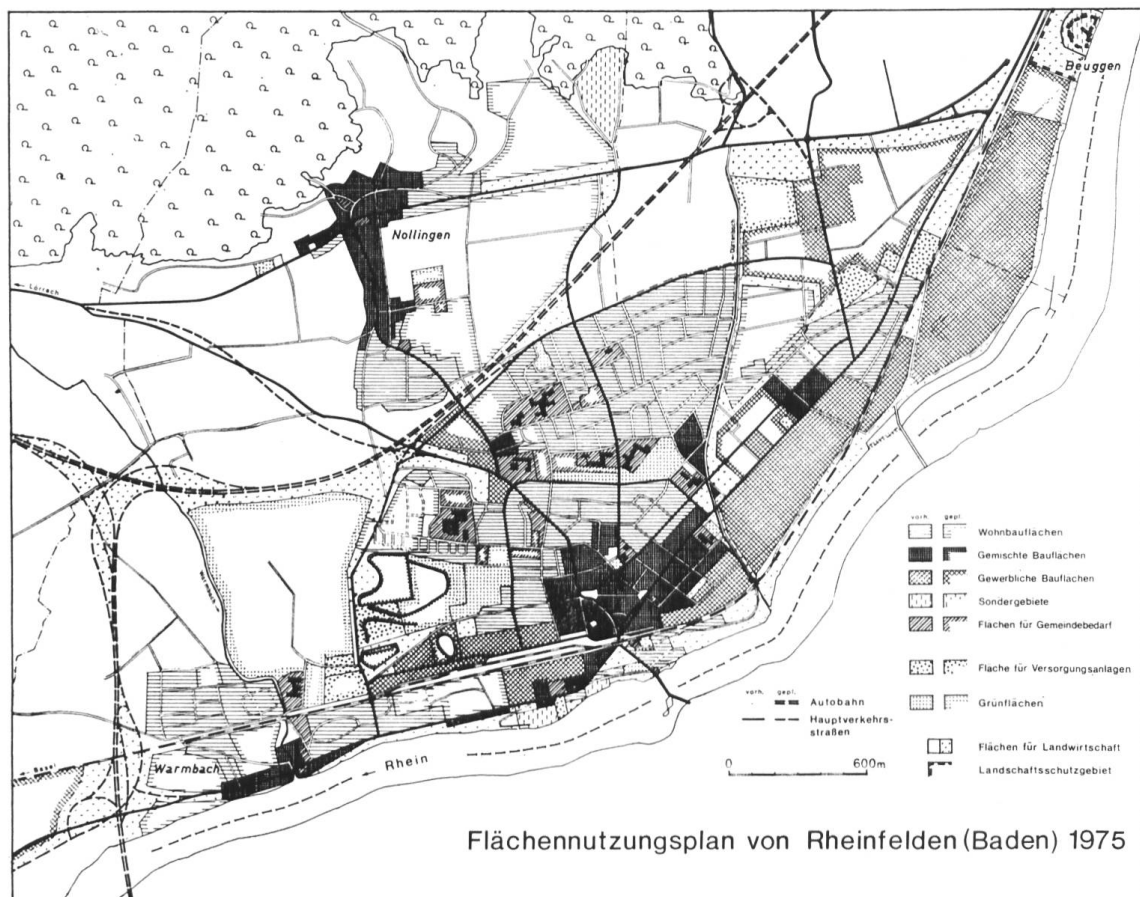 Beuggen
Nollingen
Lörrach
Warmbach
Rhein
vorh. gepl.
Wohnbauflächen
Gemischte Bauflächen
Gewerbliche Bauflächen
Sondergebiete
Flächen für Gemeindebedarf
Fläche für Versorgungsanlagen
Grünflächen
Flächen für Landwirtschaft
Landschaftsschutzgebiet
vorh. gepl.
Autobahn
Hauptverkehrs-
straßen
0 600m
Flächennutzungsplan von Rheinfelden (Baden) 1975